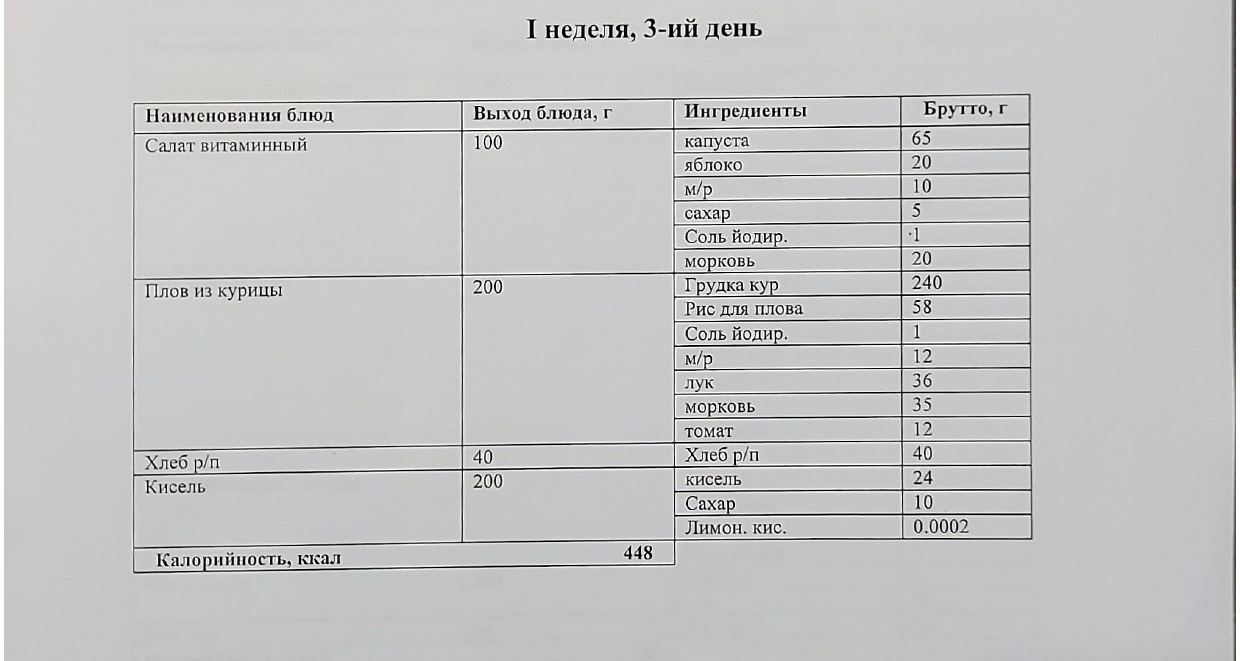 I неделя, 3-ий день
Наименования блюд Выход блюда, г Ингредиенты Брутто, г
Салат витаминный 100 капуста 65
яблоко 20
м/р 10
сахар 5
Соль йодир. 1
морковь 20
Плов из курицы 200 Грудка кур 240
Рис для плова 58
Соль йодир. 1
м/р 12
лук 36
морковь 35
томат 12
Хлеб р/п 40 Хлеб р/п 40
Кисель 200 кисель 24
Сахар 10
Лимон. кис. 0.0002
Калорийность, ккал 448